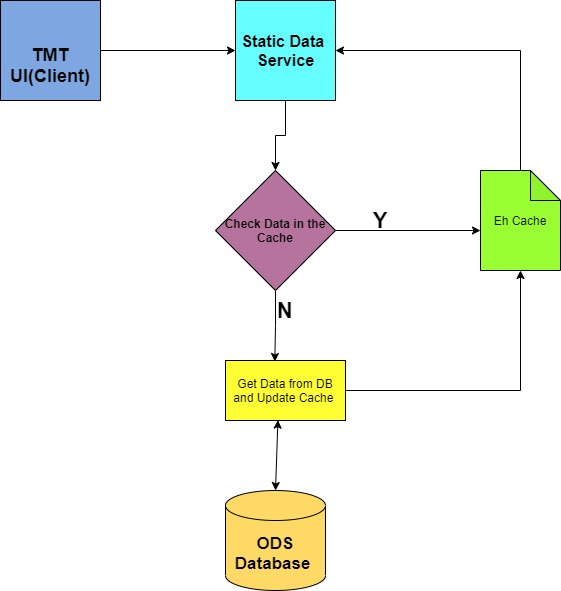 TMT
UI(Client)
Static Data
Service
Check Data in the
Cache
Y
Eh Cache
N
Get Data from DB
and Update Cache
ODS
Database